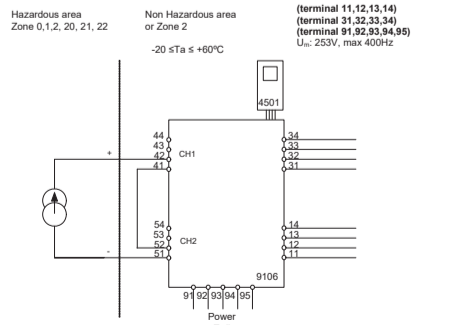 Hazardous area
Zone 0,1,2, 20, 21, 22
Non Hazardous area
or Zone 2
-20 ≤Ta ≤ +60ºC
(terminal 11,12,13,14)
(terminal 31,32,33,34)
(terminal 91,92,93,94,95)
Um: 253V, max 400Hz
4501
44
43
+
42
CH1
41
34
33
32
31
54
53
CH2
52
-
51
14
13
12
11
9106
91 92 93 94 95
Power